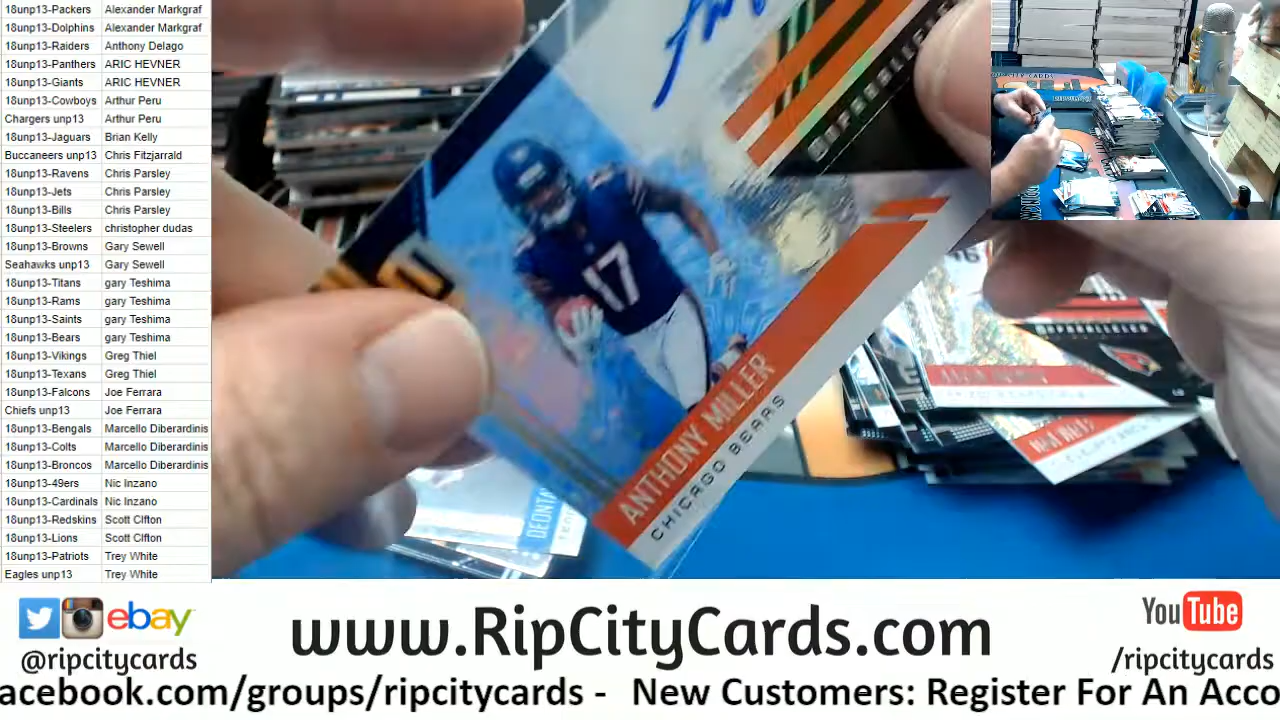 18unp13-Packers Alexander Markgraf
18unp13-Dolphins Alexander Markgraf
18unp13-Raiders Anthony Delago
18unp13-Panthers ARIC HEVNER
18unp13-Giants ARIC HEVNER
18unp13-Cowboys Arthur Peru
Chargers unp13 Arthur Peru
18unp13-Jaguars Brian Kelly
Buccaneers unp13 Chris Fitzjarrald
18unp13-Ravens Chris Parsley
18unp13-Jets Chris Parsley
18unp13-Bills Chris Parsley
18unp13-Steelers christopher dudas
18unp13-Browns Gary Sewell
Seahawks unp13 Gary Sewell
18unp13-Titans gary Teshima
18unp13-Rams gary Teshima
18unp13-Saints gary Teshima
18unp13-Bears gary Teshima
18unp13-Vikings Greg Thiel
18unp13-Texans Greg Thiel
18unp13-Falcons Joe Ferrara
Chiefs unp13 Joe Ferrara
18unp13-Bengals Marcello Diberardinis
18unp13-Colts Marcello Diberardinis
18unp13-Broncos Marcello Diberardinis
18unp13-49ers Nic Inzano
18unp13-Cardinals Nic Inzano
18unp13-Redskins Scott Clfton
18unp13-Lions Scott Clfton
18unp13-Patriots Trey White
Eagles unp13 Trey White
17
ANTHONY MILLER
CHICAGO BEARS
DEONTA
UNPARALLELED
ebay
@ripcitycards
www.RipCityCards.com
YouTube
/ripcitycards
acebook.com/groups/ripcitycards - New Customers: Register For An Acco